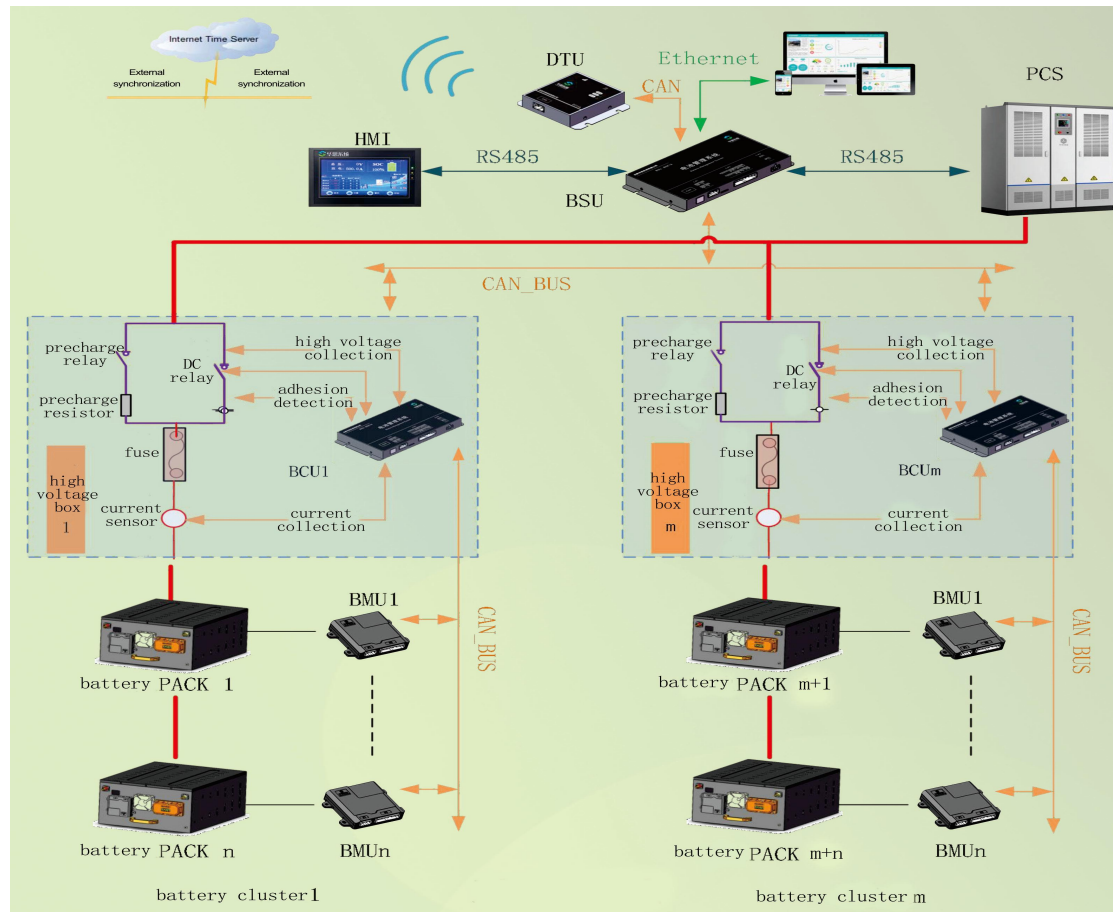 Internet Time Server
External
synchronization
External
synchronization
DTU
CAN
Ethernet
PCS
HMI
RS485
RS485
BSU
CAN_BUS
precharge
relay
DC
relay
high voltage
collection
adhesion
detection
precharge
resistor
fuse
BCU1
high
voltage
box
1
current
sensor
current
collection
precharge
relay
DC
relay
high voltage
collection
adhesion
detection
precharge
resistor
fuse
BCUm
high
voltage
box
m
current
sensor
current
collection
BMU1
CAN_BUS
battery PACK 1
BMU1
CAN_BUS
battery PACK m+1
battery PACK n
BMUn
battery PACK m+n
BMUn
battery cluster1
battery cluster m